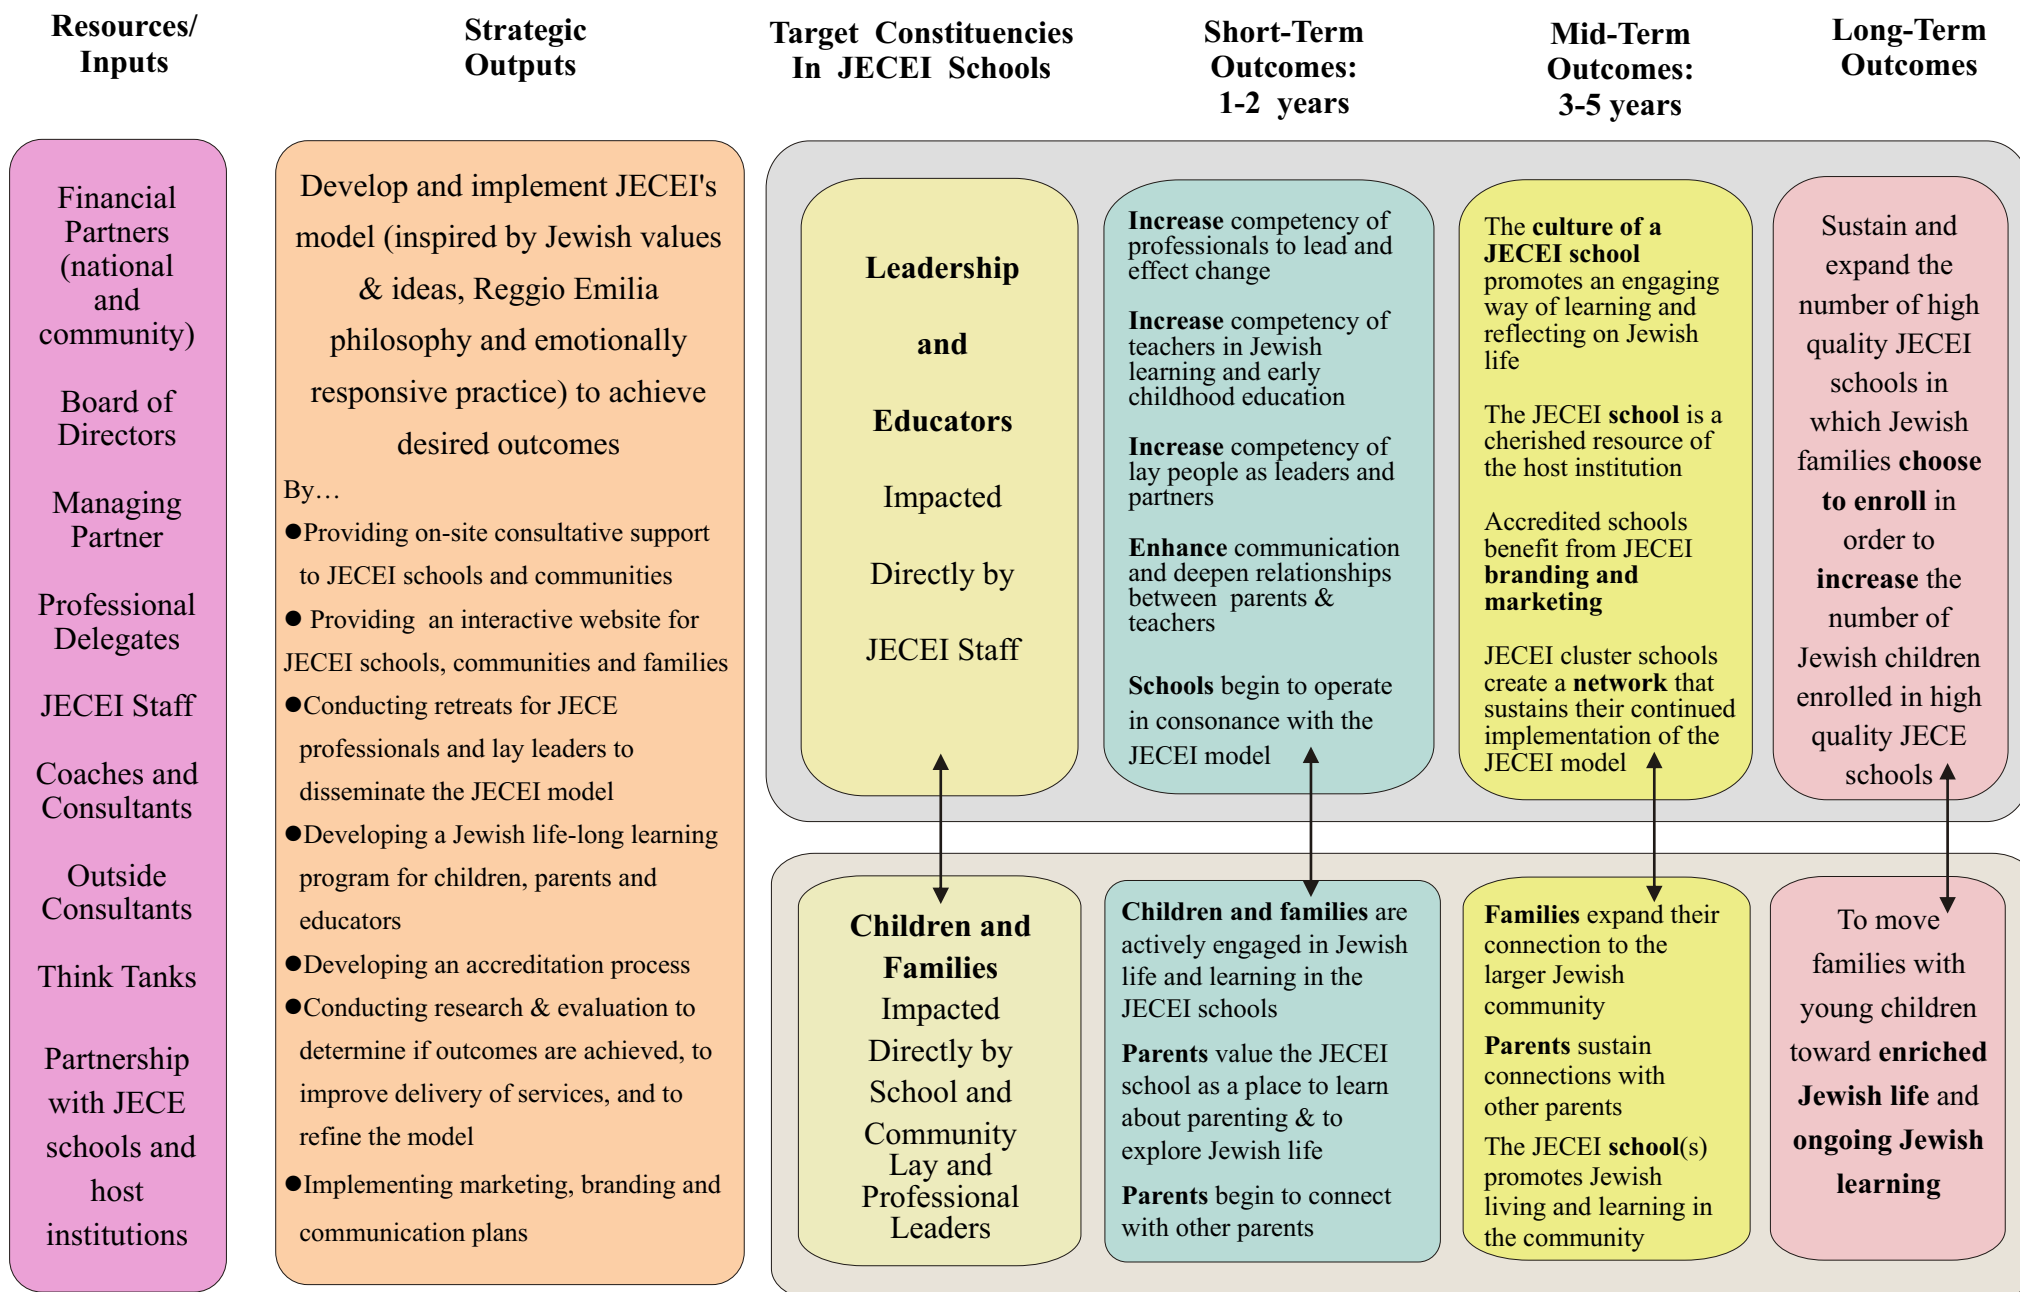 Resources/
Inputs
Strategic
Outputs
Target Constituencies
In JECEI Schools
Short-Term
Outcomes:
1-2 years
Mid-Term
Outcomes:
3-5 years
Long-Term
Outcomes
Financial
Partners
(national
and
community)
Board of
Directors
Managing
Partner
Professional
Delegates
JECEI Staff
Coaches and
Consultants
Outside
Consultants
Think Tanks
Partnership
with JECE
schools and
host
institutions
Develop and implement JECEI's
model (inspired by Jewish values
& ideas, Reggio Emilia
philosophy and emotionally
responsive practice) to achieve
desired outcomes
By…
●Providing on-site consultative support
to JECEI schools and communities
● Providing an interactive website for
JECEI schools, communities and families
●Conducting retreats for JECE
professionals and lay leaders to
disseminate the JECEI model
●Developing a Jewish life-long learning
program for children, parents and
educators
●Developing an accreditation process
●Conducting research & evaluation to
determine if outcomes are achieved, to
improve delivery of services, and to
refine the model
●Implementing marketing, branding and
communication plans
Leadership
and
Educators
Impacted
Directly by
JECEI Staff
Increase competency of
professionals to lead and
effect change
Increase competency of
teachers in Jewish
learning and early
childhood education
Increase competency of
lay people as leaders and
partners
Enhance communication
and deepen relationships
between parents &
teachers
Schools begin to operate
in consonance with the
JECEI model
The culture of a
JECEI school
promotes an engaging
way of learning and
reflecting on Jewish
life
The JECEI school is a
cherished resource of
the host institution
Accredited schools
benefit from JECEI
branding and
marketing
JECEI cluster schools
create a network that
sustains their continued
implementation of the
JECEI model
Sustain and
expand the
number of high
quality JECEI
schools in
which Jewish
families choose
to enroll in
order to
increase the
number of
Jewish children
enrolled in high
quality JECE
schools
Children and
Families
Impacted
Directly by
School and
Community
Lay and
Professional
Leaders
Children and families are
actively engaged in Jewish
life and learning in the
JECEI schools
Parents value the JECEI
school as a place to learn
about parenting & to
explore Jewish life
Parents begin to connect
with other parents
Families expand their
connection to the
larger Jewish
community
Parents sustain
connections with
other parents
The JECEI school(s)
promotes Jewish
living and learning in
the community
To move
families with
young children
toward enriched
Jewish life and
ongoing Jewish
learning